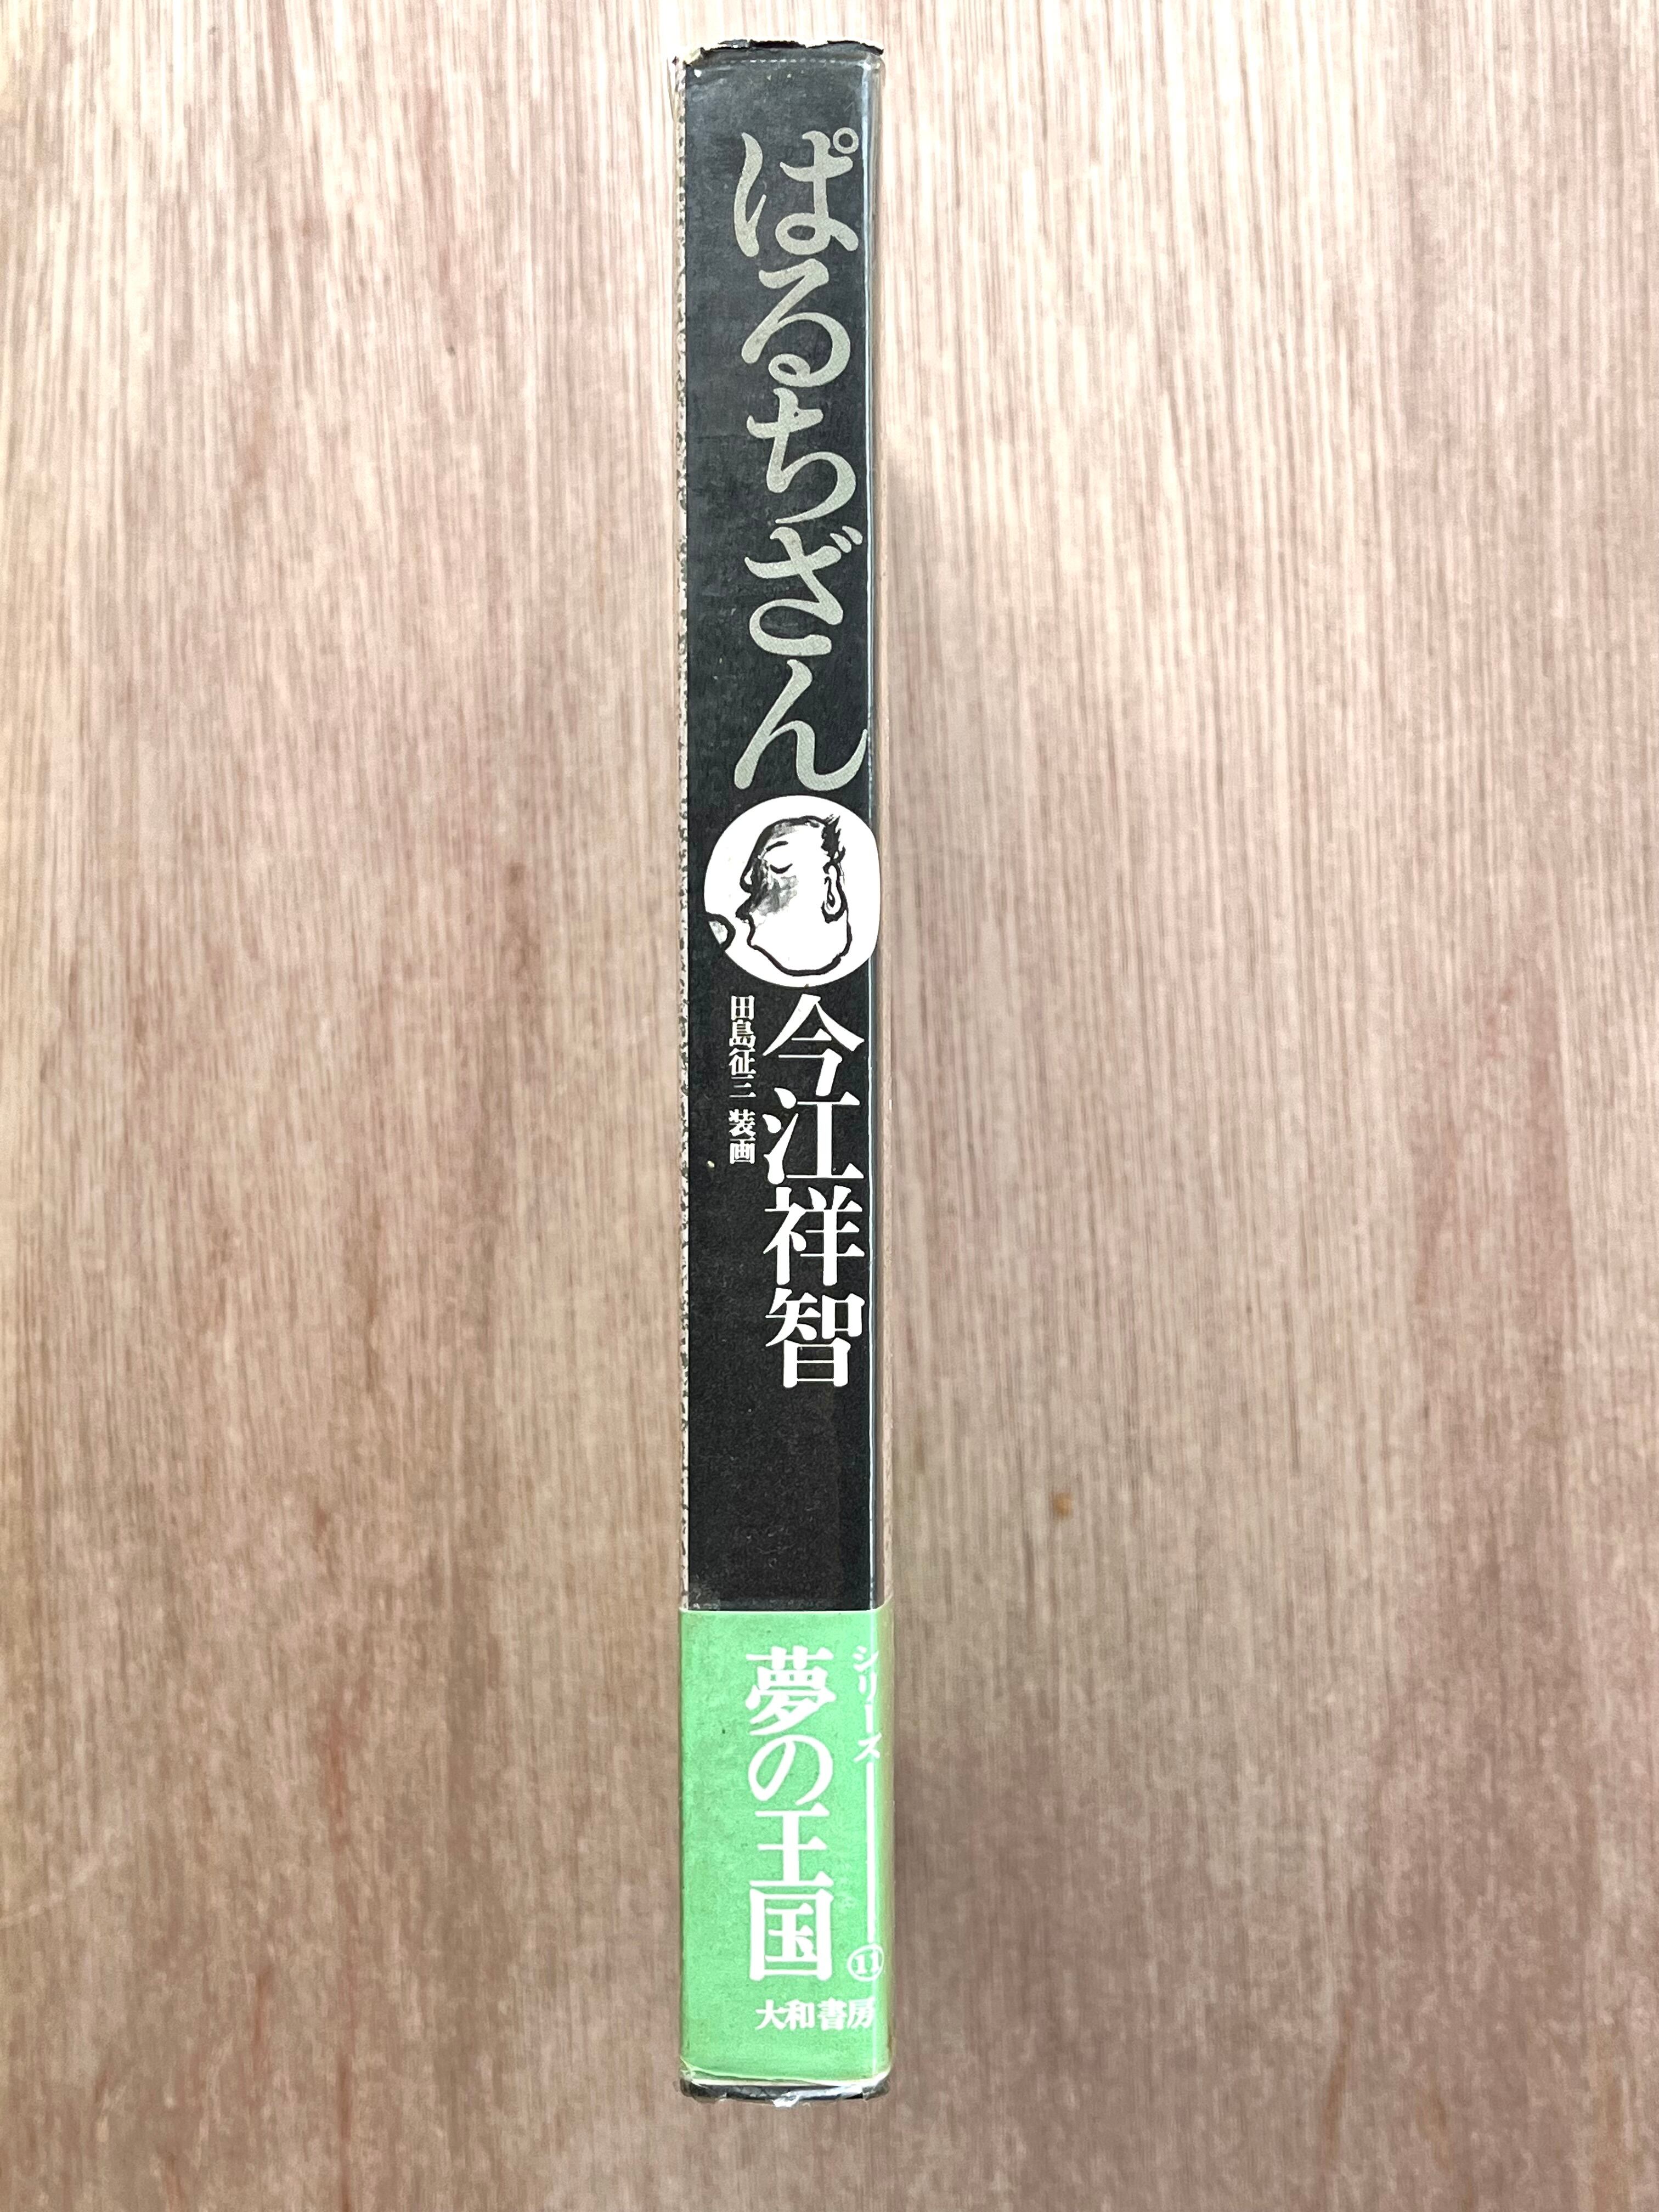 ぱるちざん
今江祥智
田島征三 装画
シリーズ
夢の王国
⑪
大和書房